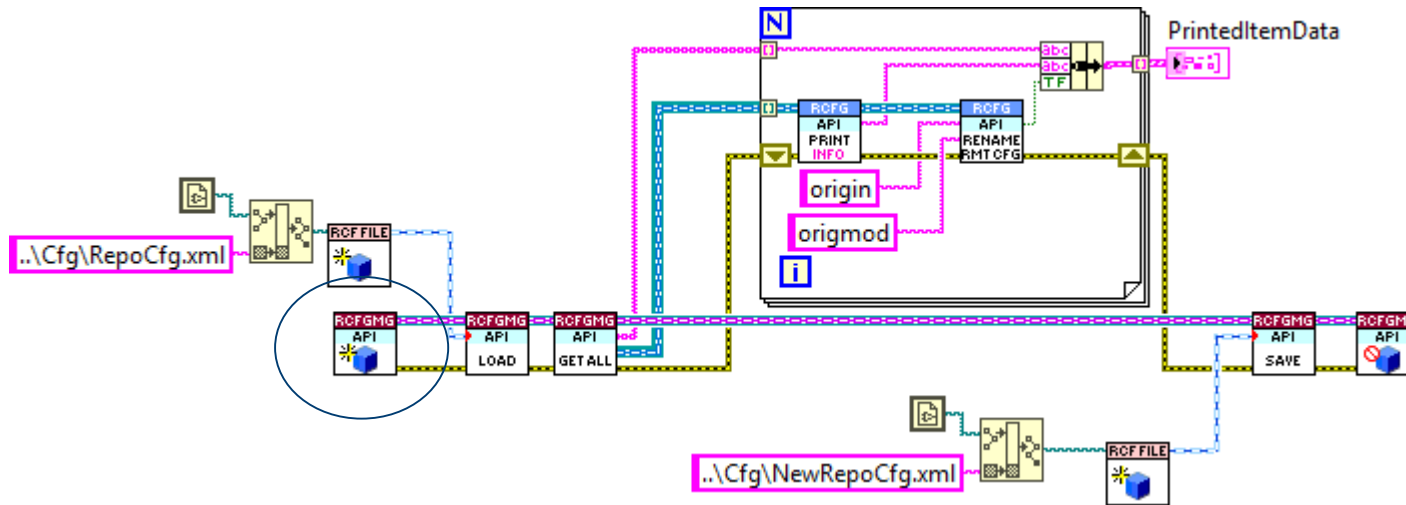 N
PrintedItemData
abc
abc
TF
RCFG
API
PRINT
INFO
RCFG
API
RENAME
RMT CFG
origin
origmod
i
..\Cfg\RepoCfg.xml
RCF FILE
RCFGMG
API
RCFGMG
API
LOAD
RCFGMG
API
GET ALL
RCFGMG
API
SAVE
RCFGM
API
..\Cfg\NewRepoCfg.xml
RCF FILE